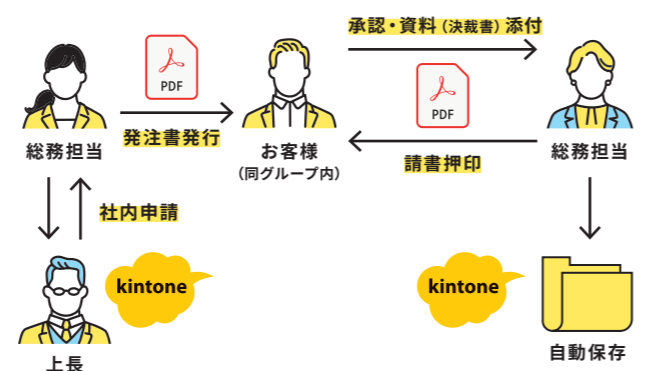 承認・資料（決裁書）添付
PDF
PDF
発注書発行
総務担当
お客様
（同グループ内）
請書押印
総務担当
社内申請
kintone
kintone
上長
自動保存